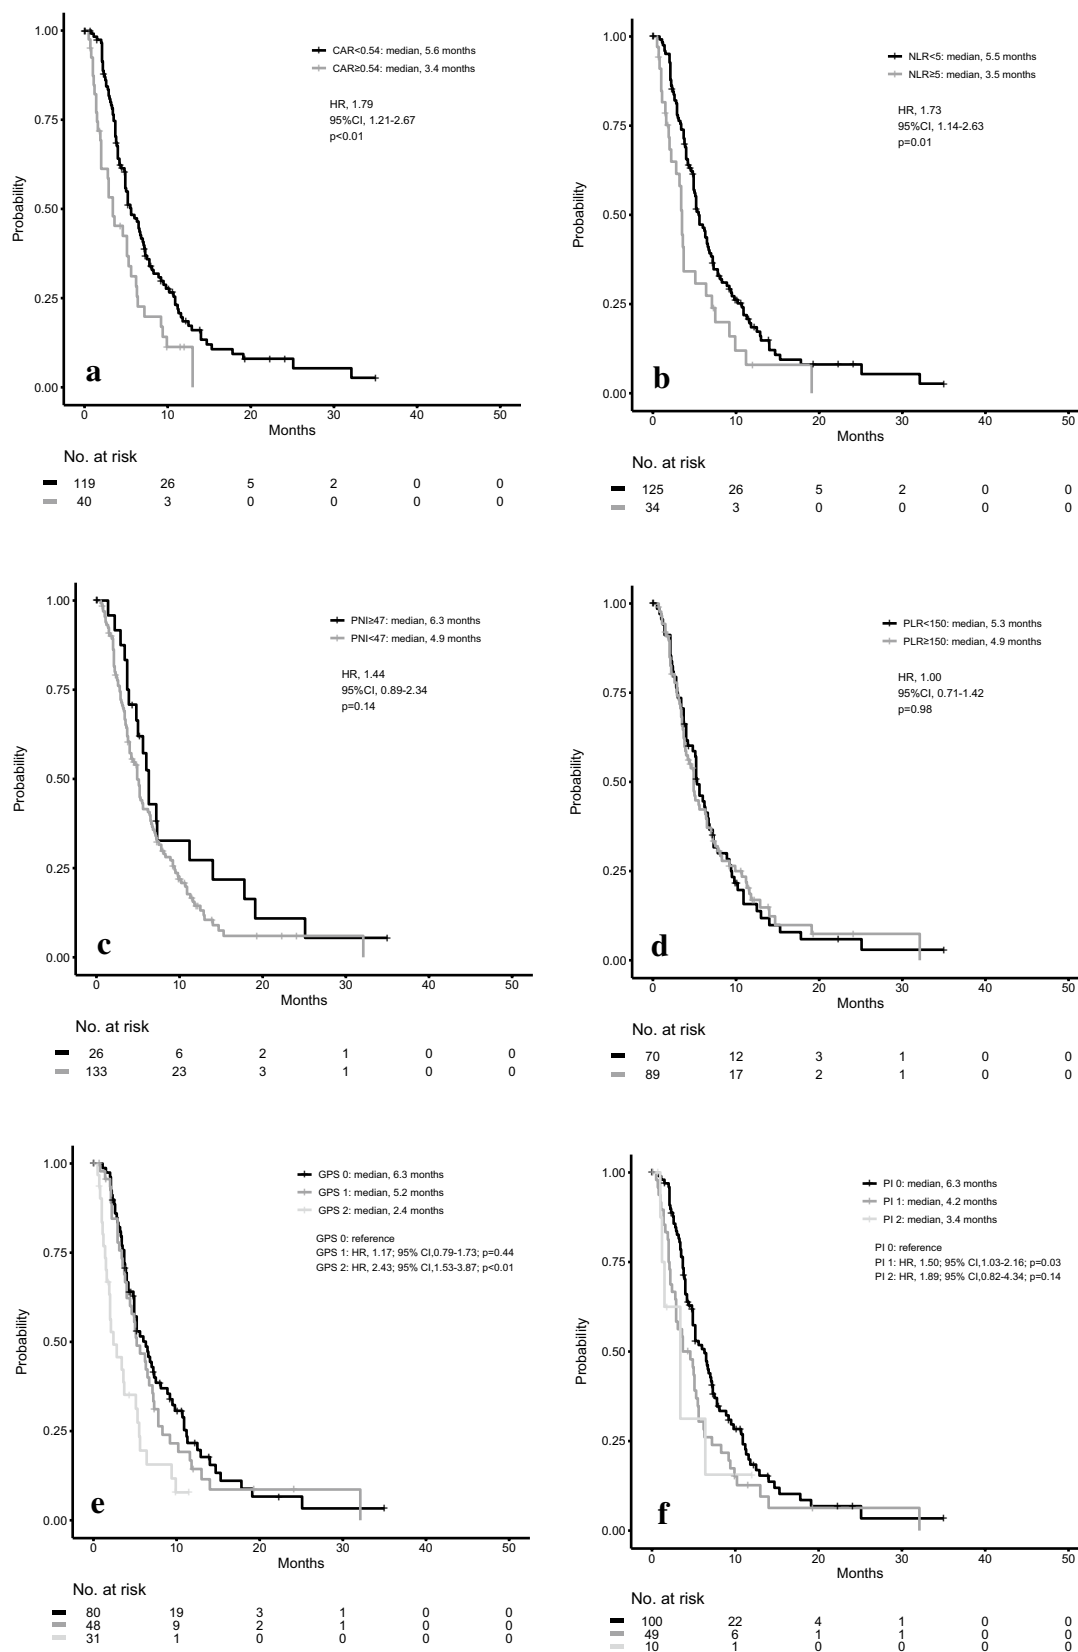 1.00
0.75
0.50
0.25
0.00
Probability
CAR<0.54: median, 5.6 months
CAR≥0.54: median, 3.4 months
HR, 1.79
95%CI, 1.21-2.67
p<0.01
a
0 10 20 30 40 50
Months
No. at risk
119 26 5 2 0 0
40 3 0 0 0 0
1.00
0.75
0.50
0.25
0.00
Probability
NLR<5: median, 5.5 months
NLR≥5: median, 3.5 months
HR, 1.73
95%CI, 1.14-2.63
p=0.01
b
0 10 20 30 40 50
Months
No. at risk
125 26 5 2 0 0
34 3 0 0 0 0
1.00
0.75
0.50
0.25
0.00
Probability
PNI≥47: median, 6.3 months
PNI<47: median, 4.9 months
HR, 1.44
95%CI, 0.89-2.34
p=0.14
c
0 10 20 30 40 50
Months
No. at risk
26 6 2 1 0 0
133 23 3 1 0 0
1.00
0.75
0.50
0.25
0.00
Probability
PLR<150: median, 5.3 months
PLR≥150: median, 4.9 months
HR, 1.00
95%CI, 0.71-1.42
p=0.98
d
0 10 20 30 40 50
Months
No. at risk
70 12 3 1 0 0
89 17 2 1 0 0
1.00
0.75
0.50
0.25
0.00
Probability
GPS 0: median, 6.3 months
GPS 1: median, 5.2 months
GPS 2: median, 2.4 months
GPS 0: reference
GPS 1: HR, 1.17; 95% CI,0.79-1.73; p=0.44
GPS 2: HR, 2.43; 95% CI,1.53-3.87; p<0.01
e
0 10 20 30 40 50
Months
No. at risk
80 19 3 1 0 0
48 9 2 1 0 0
31 1 0 0 0 0
1.00
0.75
0.50
0.25
0.00
Probability
PI 0: median, 6.3 months
PI 1: median, 4.2 months
PI 2: median, 3.4 months
PI 0: reference
PI 1: HR, 1.50; 95% CI,1.03-2.16; p=0.03
PI 2: HR, 1.89; 95% CI,0.82-4.34; p=0.14
f
0 10 20 30 40 50
Months
No. at risk
100 22 4 1 0 0
49 6 1 1 0 0
10 1 0 0 0 0